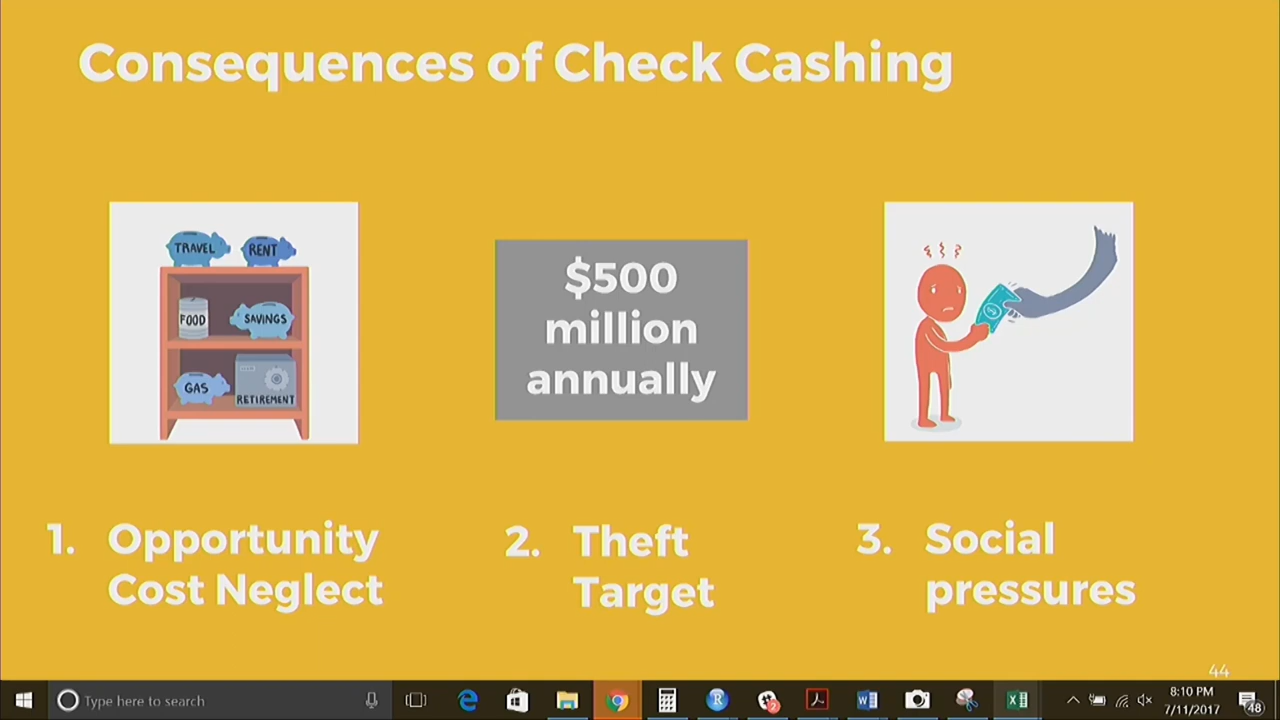 Consequences of Check Cashing
TRAVEL
RENT
FOOD
SAVINGS
GAS
RETIREMENT
$500
million
annually
1. Opportunity
Cost Neglect
2. Theft
Target
3. Social
pressures
44
Type here to search
8:10 PM
7/11/2017
48